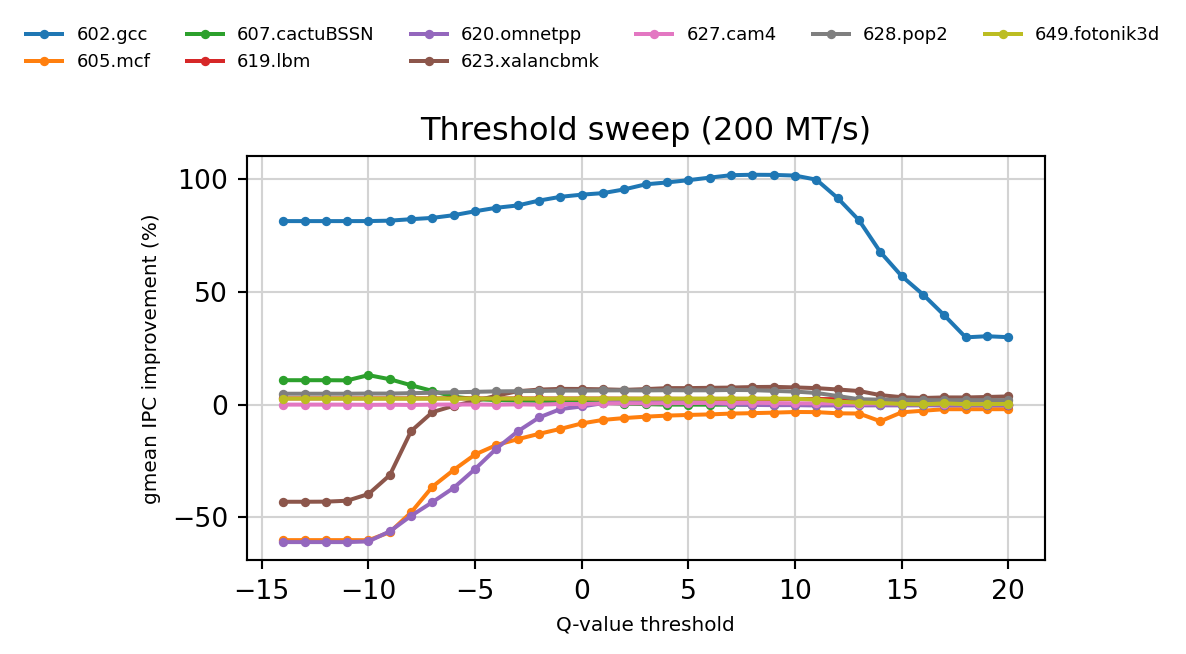 602.gcc 607.cactuBSSN 620.omnetpp 627.cam4 628.pop2 649.fotonik3d
605.mcf 619.lbm 623.xalancbmk
Threshold sweep (200 MT/s)
gmean IPC improvement (%)
100
50
0
−50
−15 −10 −5 0 5 10 15 20
Q-value threshold